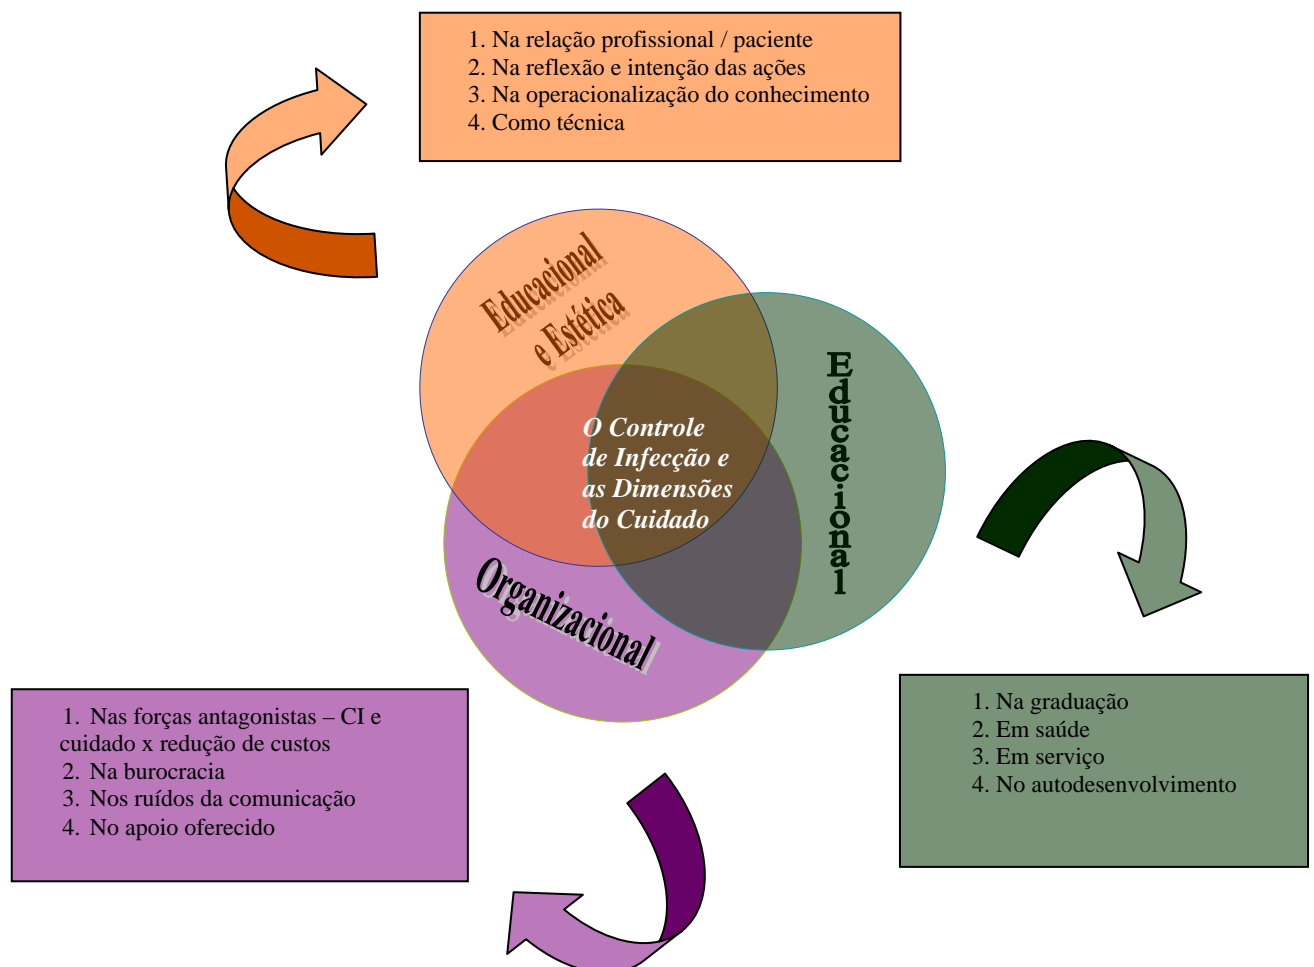 1. Na relação profissional / paciente
2. Na reflexão e intenção das ações
3. Na operacionalização do conhecimento
4. Como técnica
Educacional
e Estética
Educacional
O Controle
de Infecção e
as Dimensões
do Cuidado
Organizacional
1. Nas forças antagonistas – CI e
cuidado x redução de custos
2. Na burocracia
3. Nos ruídos da comunicação
4. No apoio oferecido
1. Na graduação
2. Em saúde
3. Em serviço
4. No autodesenvolvimento